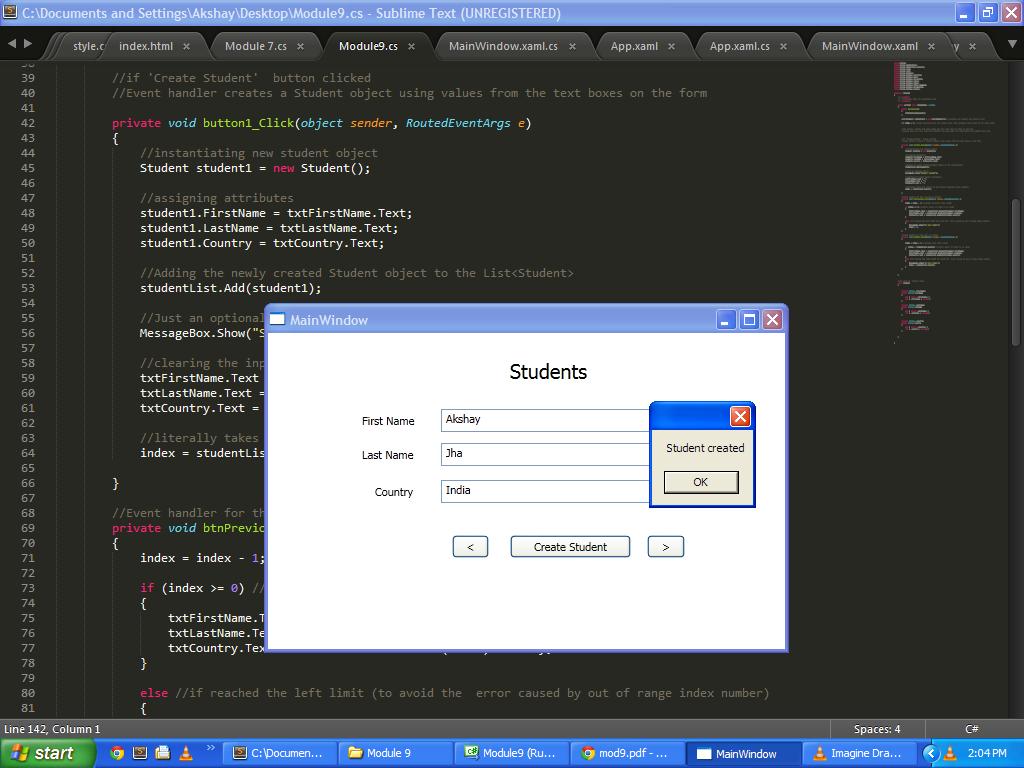 C:\Documents and Settings\Akshay\Desktop\Module9.cs - Sublime Text (UNREGISTERED)
style.c index.html × Module 7.cs × Module9.cs × MainWindow.xaml.cs × App.xaml × App.xaml.cs × MainWindow.xaml × y ×
39 //if 'Create Student'  button clicked
40 //Event handler creates a Student object using values from the text boxes on the form
41
42 private void button1_Click(object sender, RoutedEventArgs e)
43 {
44 //instantiating new student object
45 Student student1 = new Student();
46
47 //assigning attributes
48 student1.FirstName = txtFirstName.Text;
49 student1.LastName = txtLastName.Text;
50 student1.Country = txtCountry.Text;
51
52 //Adding the newly created Student object to the List<Student>
53 studentList.Add(student1);
54
55 //Just an optional
56 MessageBox.Show("S
57
58 //clearing the inp
59 txtFirstName.Text
60 txtLastName.Text =
61 txtCountry.Text =
62
63 //literally takes
64 index = studentLis
65
66 }
67
68 //Event handler for th
69 private void btnPrevio
70 {
71 index = index - 1;
72
73 if (index >= 0) //
74 {
75 txtFirstName.T
76 txtLastName.Te
77 txtCountry.Tex
78 }
79
80 else //if reached the left limit (to avoid the  error caused by out of range index number)
81 {
MainWindow
Students
First Name Akshay
Last Name Jha
Country India
Student created
OK
< Create Student >
Line 142, Column 1 Spaces: 4 C#
start C:\Documen... Module 9 Module9 (Ru... mod9.pdf - ... MainWindow Imagine Dra... 2:04 PM